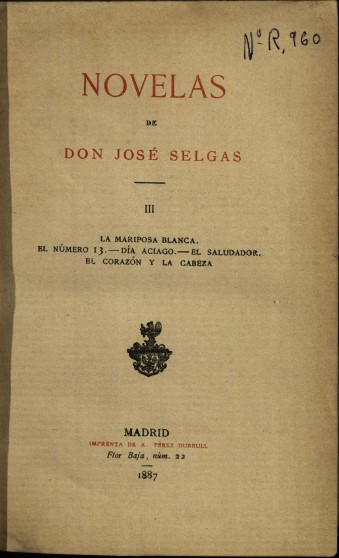 Nº R, 960
NOVELAS
DE
DON JOSÉ SELGAS
III
LA MARIPOSA BLANCA.
EL NÚMERO 13.—DÍA ACIAGO.—EL SALUDADOR.
EL CORAZÓN Y LA CABEZA
MADRID
IMPRENTA DE A. PÉREZ DUBRULL
Flor Baja, núm. 22
1887